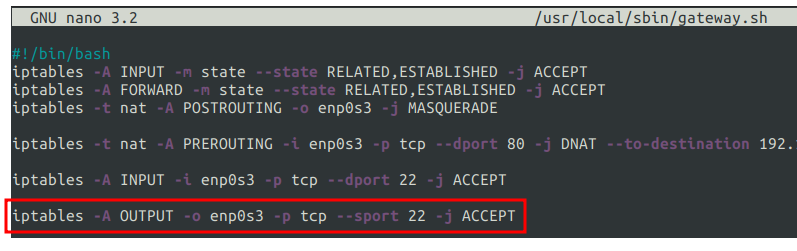 GNU nano 3.2 /usr/local/sbin/gateway.sh
#!/bin/bash
iptables -A INPUT -m state --state RELATED,ESTABLISHED -j ACCEPT
iptables -A FORWARD -m state --state RELATED,ESTABLISHED -j ACCEPT
iptables -t nat -A POSTROUTING -o enp0s3 -j MASQUERADE
iptables -t nat -A PREROUTING -i enp0s3 -p tcp --dport 80 -j DNAT --to-destination 192.
iptables -A INPUT -i enp0s3 -p tcp --dport 22 -j ACCEPT
iptables -A OUTPUT -o enp0s3 -p tcp --sport 22 -j ACCEPT